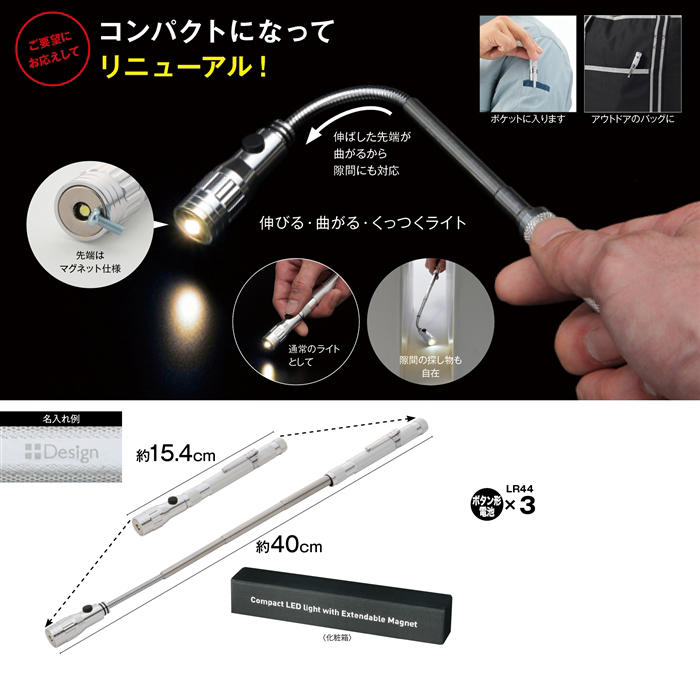 ご要望に
お応えして
コンパクトになって
リニューアル！
ポケットに入ります
アウトドアのバッグに
伸ばした先端が
曲がるから
隙間にも対応
伸びる・曲がる・くっつくライト
先端は
マグネット仕様
通常のライト
として
隙間の探し物も
自在
名入れ例
Design
約15.4cm
約40cm
LR44
ボタン形
電池
×3
Compact LED light with Extendable Magnet
（化粧箱）